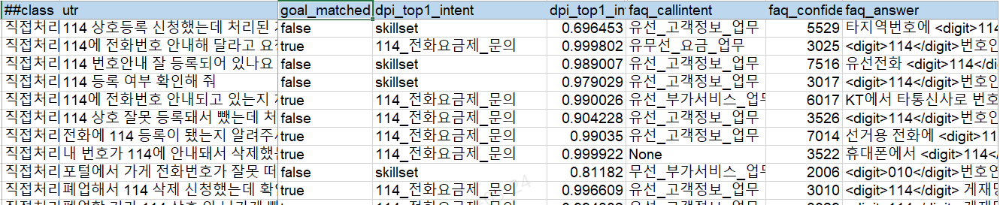 ##class utr goal_matched dpi_top1_intent dpi_top1_in faq_callintent faq_confide faq_answer
직접처리 114 상호등록 신청했는데 처리된 false skillset 0.696453 유선_고객정보_업무 5529 타지역번호에 <digit>114
직접처리 114에 전화번호 안내해 달라고 요 true 114_전화요금제_문의 0.999802 유무선_요금_업무 3025 <digit>114</digit>번호안
직접처리 114 번호안내 잘 등록되어 있나요 false skillset 0.989007 유선_고객정보_업무 7516 유선전화 <digit>114</di
직접처리 114 등록 여부 확인해 줘 false skillset 0.979029 유선_고객정보_업무 3017 <digit>114</digit>번호안
직접처리 114에 전화번호 안내되고 있는지 true 114_전화요금제_문의 0.990026 유선_부가서비스_업무 6017 KT에서 타통신사로 번호
직접처리 114 상호 잘못 등록돼서 뺐는데 처 false 114_전화요금제_문의 0.904228 유선_고객정보_업무 3526 <digit>114</digit>번호안
직접처리 전화에 114 등록이 됐는지 알려주시 true 114_전화요금제_문의 0.99035 유선_고객정보_업무 7014 선거용 전화에 <digit>11
직접처리 내 번호가 114에 안내돼서 삭제했는 true 114_전화요금제_문의 0.999922 None 3522 휴대폰에서 <digit>114</
직접처리 포털에서 가게 전화번호가 잘못 떠 false skillset 0.81182 무선_부가서비스_업무 2006 <digit>010</digit>번호연
직접처리 폐업해서 114 삭제 신청했는데 확인 true 114_전화요금제_문의 0.996609 유선_고객정보_업무 3010 <digit>114</digit> 게재